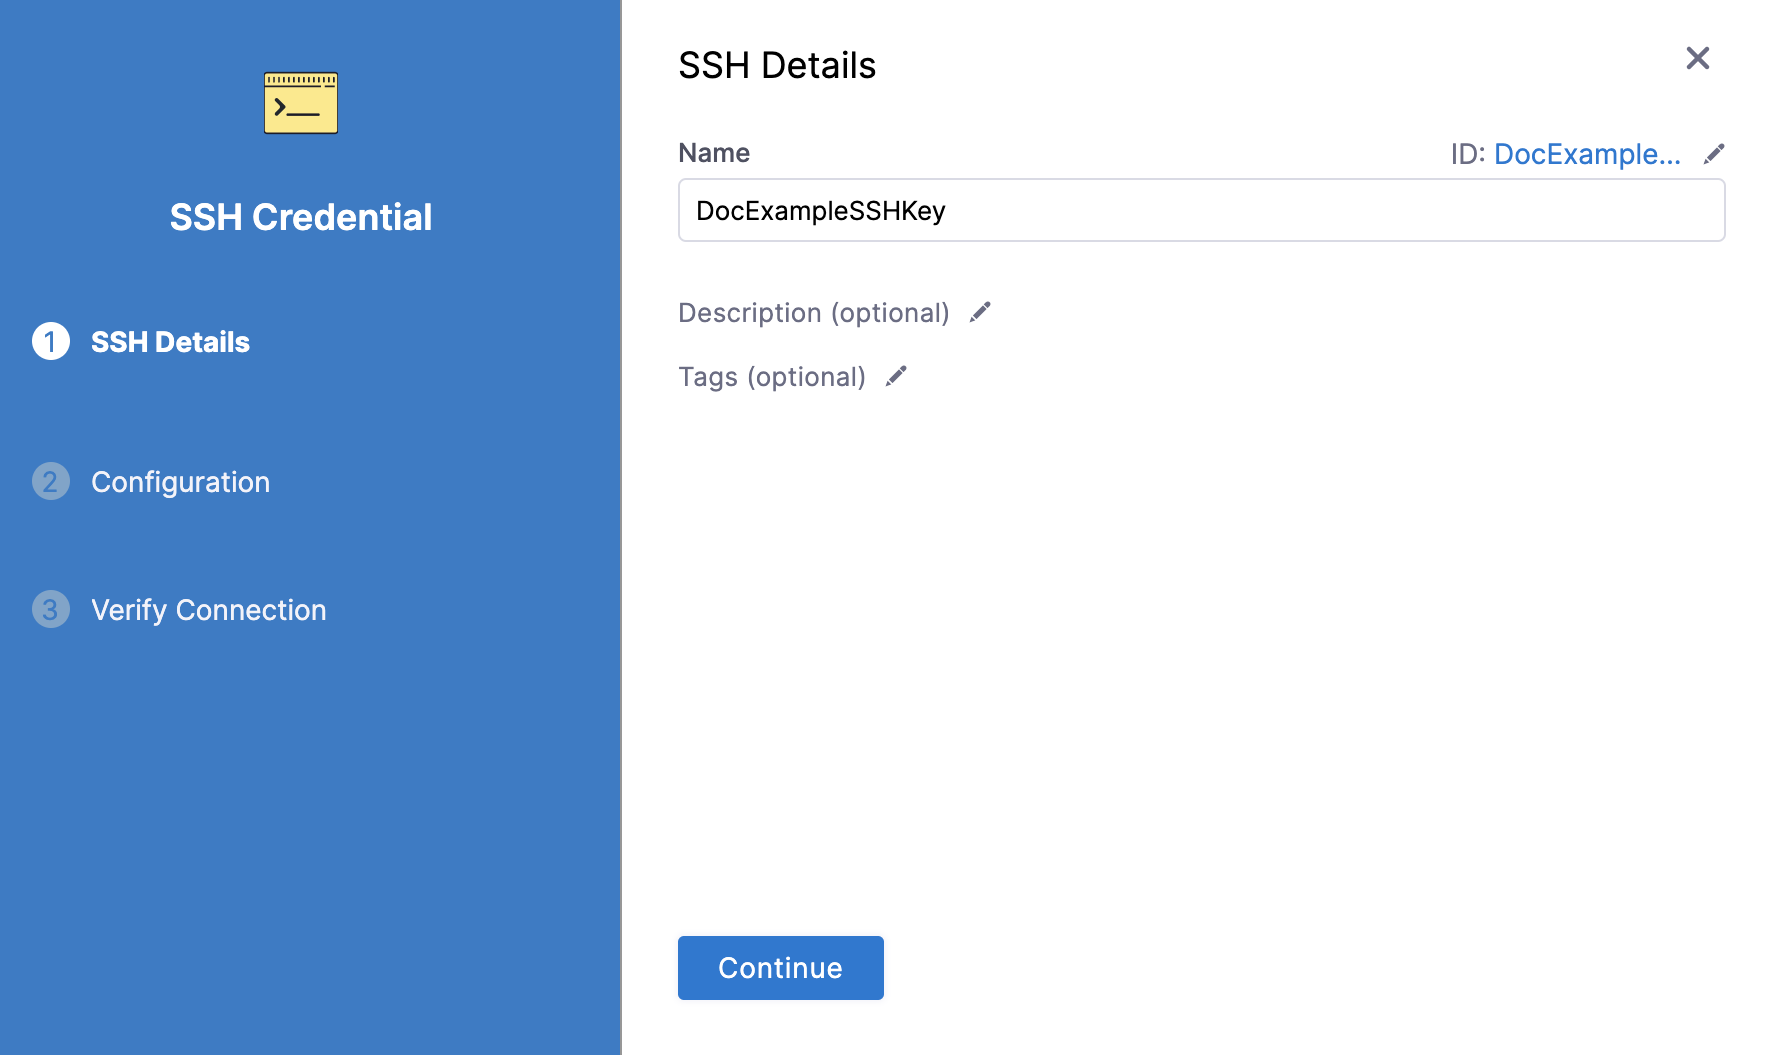 SSH Credential
1 SSH Details
2 Configuration
3 Verify Connection
SSH Details
Name
ID: DocExample...
DocExampleSSHKey
Description (optional)
Tags (optional)
Continue